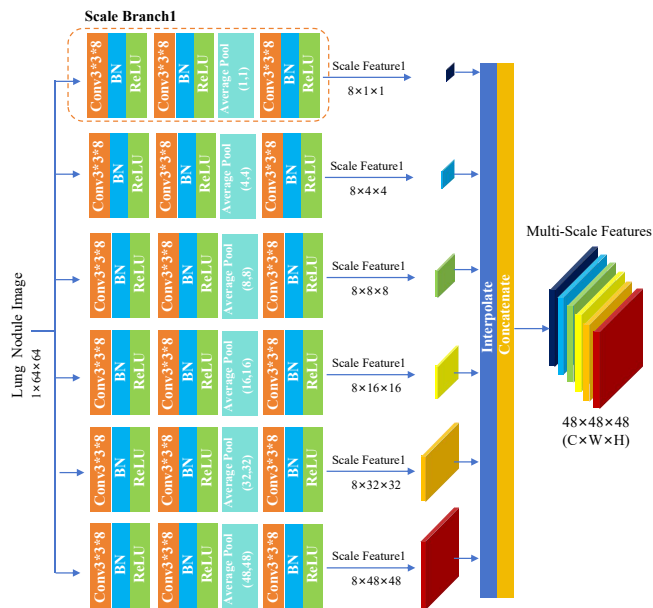 Scale Branch1
Conv3*3*8
BN
ReLU
Conv3*3*8
BN
ReLU
Average Pool
(1,1)
Conv3*3*8
BN
ReLU
Scale Feature1
8×1×1
Conv3*3*8
BN
ReLU
Conv3*3*8
BN
ReLU
Average Pool
(4,4)
Conv3*3*8
BN
ReLU
Scale Feature1
8×4×4
Conv3*3*8
BN
ReLU
Conv3*3*8
BN
ReLU
Average Pool
(8,8)
Conv3*3*8
BN
ReLU
Scale Feature1
8×8×8
Lung Nodule Image
1×64×64
Conv3*3*8
BN
ReLU
Conv3*3*8
BN
ReLU
Average Pool
(16,16)
Conv3*3*8
BN
ReLU
Scale Feature1
8×16×16
Conv3*3*8
BN
ReLU
Conv3*3*8
BN
ReLU
Average Pool
(32,32)
Conv3*3*8
BN
ReLU
Scale Feature1
8×32×32
Conv3*3*8
BN
ReLU
Conv3*3*8
BN
ReLU
Average Pool
(48,48)
Conv3*3*8
BN
ReLU
Scale Feature1
8×48×48
Interpolate
Concatenate
Multi-Scale Features
48×48×48
(C×W×H)